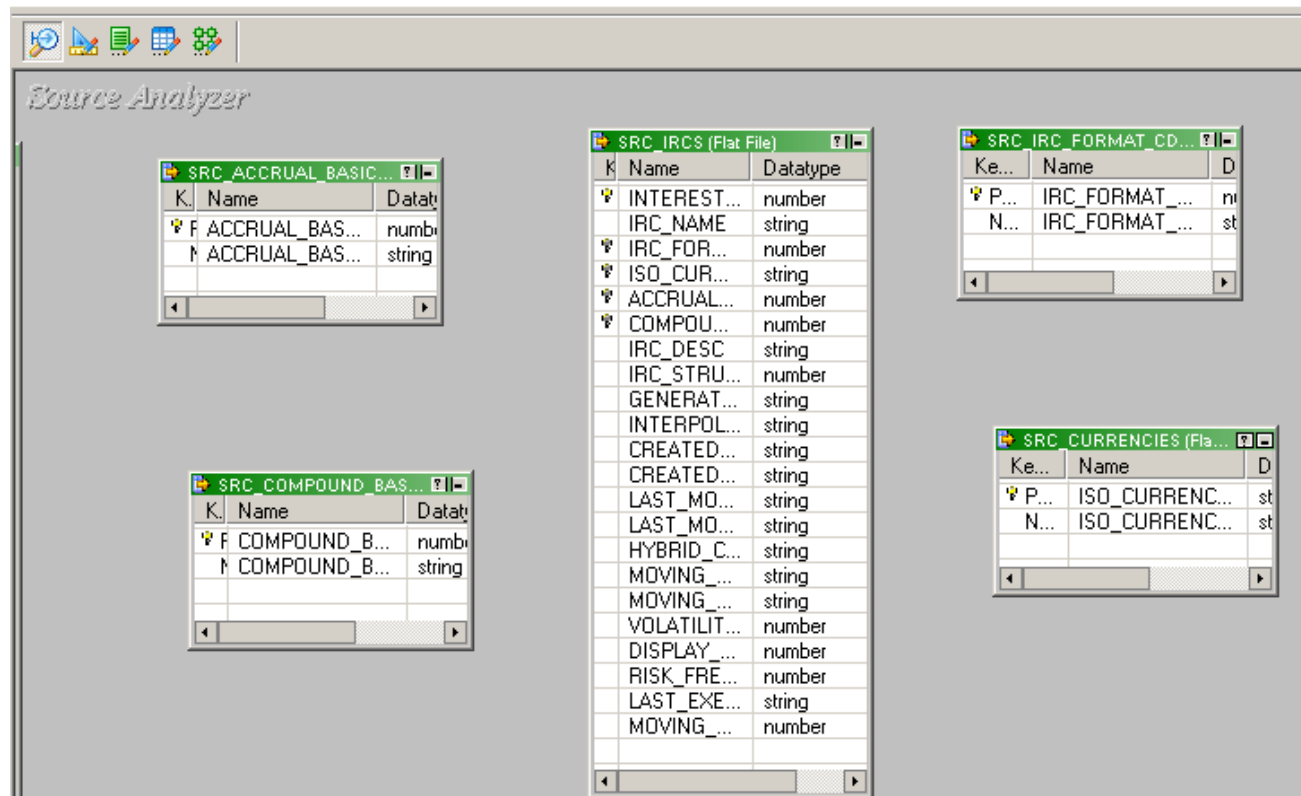 Source Analyzer
SRC_ACCRUAL_BASIC...
K. Name Datat
F ACCRUAL_BAS... numb
N ACCRUAL_BAS... string
SRC_COMPOUND_BAS...
K. Name Datat
F COMPOUND_B... numb
N COMPOUND_B... string
SRC_IRCS (Flat File)
K Name Datatype
INTEREST... number
IRC_NAME string
IRC_FOR... number
ISO_CUR... string
ACCRUAL... number
COMPOU... number
IRC_DESC string
IRC_STRU... number
GENERAT... string
INTERPOL... string
CREATED... string
CREATED... string
LAST_MO... string
LAST_MO... string
HYBRID_C... string
MOVING_... string
MOVING_... string
VOLATILIT... number
DISPLAY_... number
RISK_FRE... number
LAST_EXE... string
MOVING_... number
SRC_IRC_FORMAT_CD...
Ke... Name D
P... IRC_FORMAT_... n
N... IRC_FORMAT_... st
SRC_CURRENCIES (Fla...
Ke... Name D
P... ISO_CURRENC... st
N... ISO_CURRENC... st